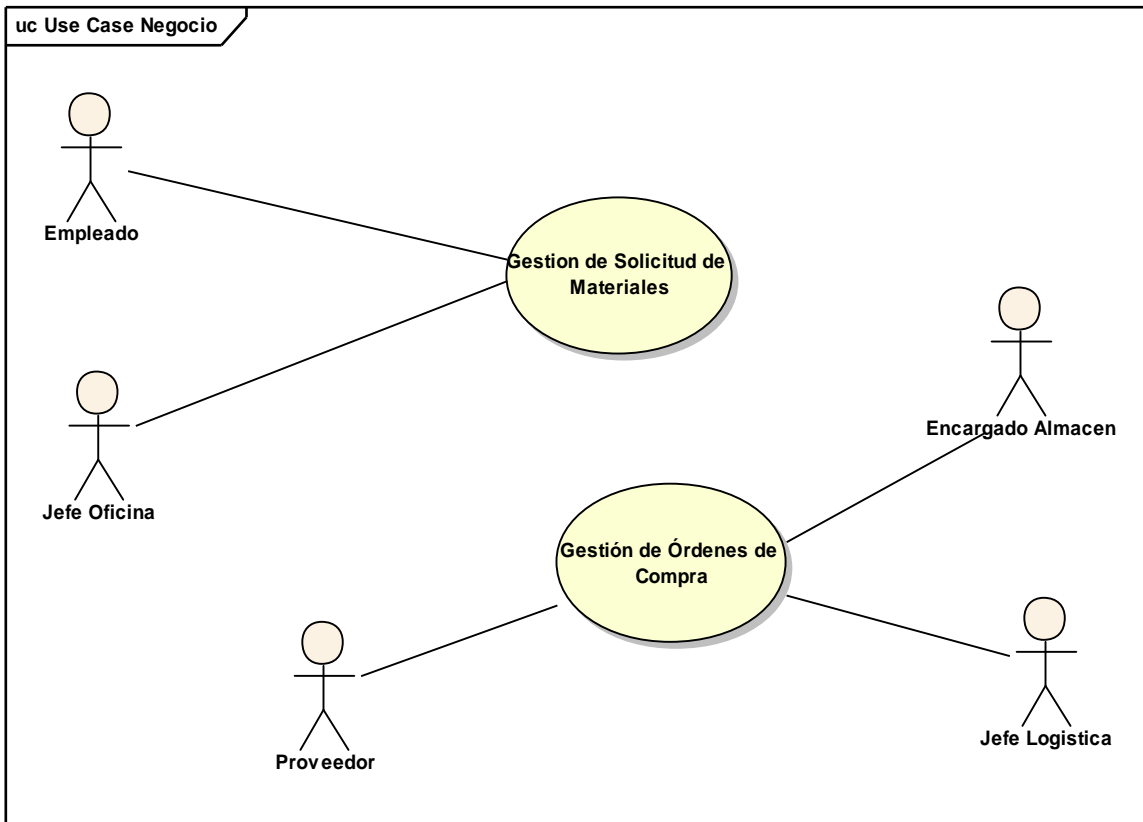 uc Use Case Negocio
Empleado
Gestion de Solicitud de
Materiales
Encargado Almacen
Jefe Oficina
Gestión de Órdenes de
Compra
Proveedor
Jefe Logistica